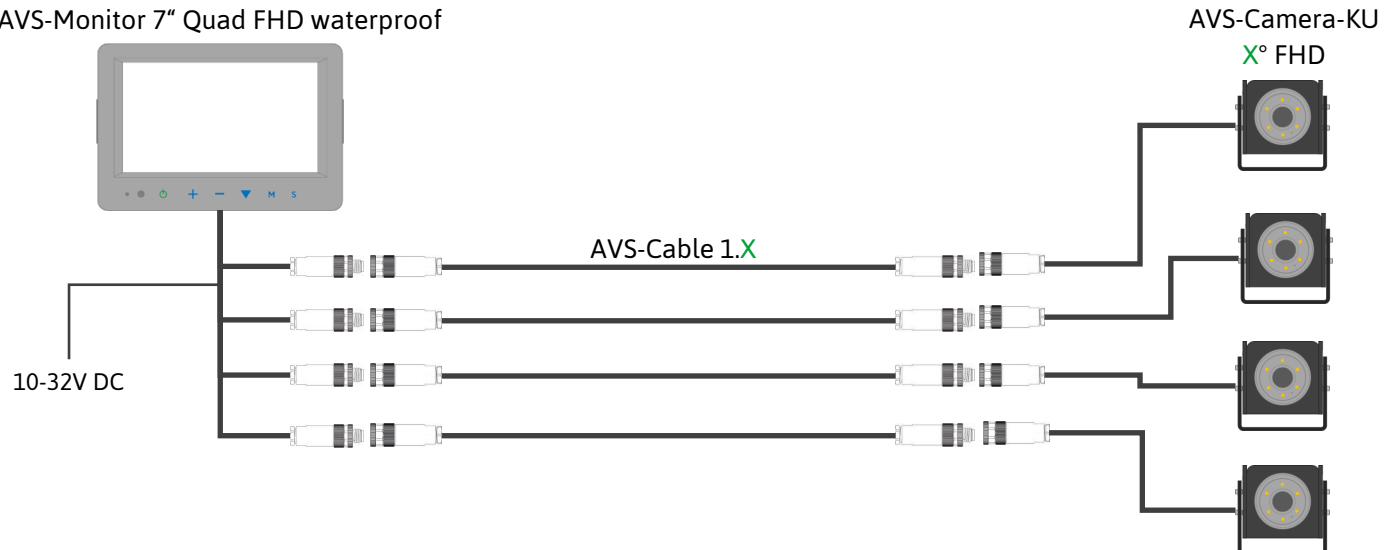 AVS-Monitor 7“ Quad FHD waterproof
AVS-Camera-KU
X° FHD
M S
AVS-Cable 1.X
10-32V DC